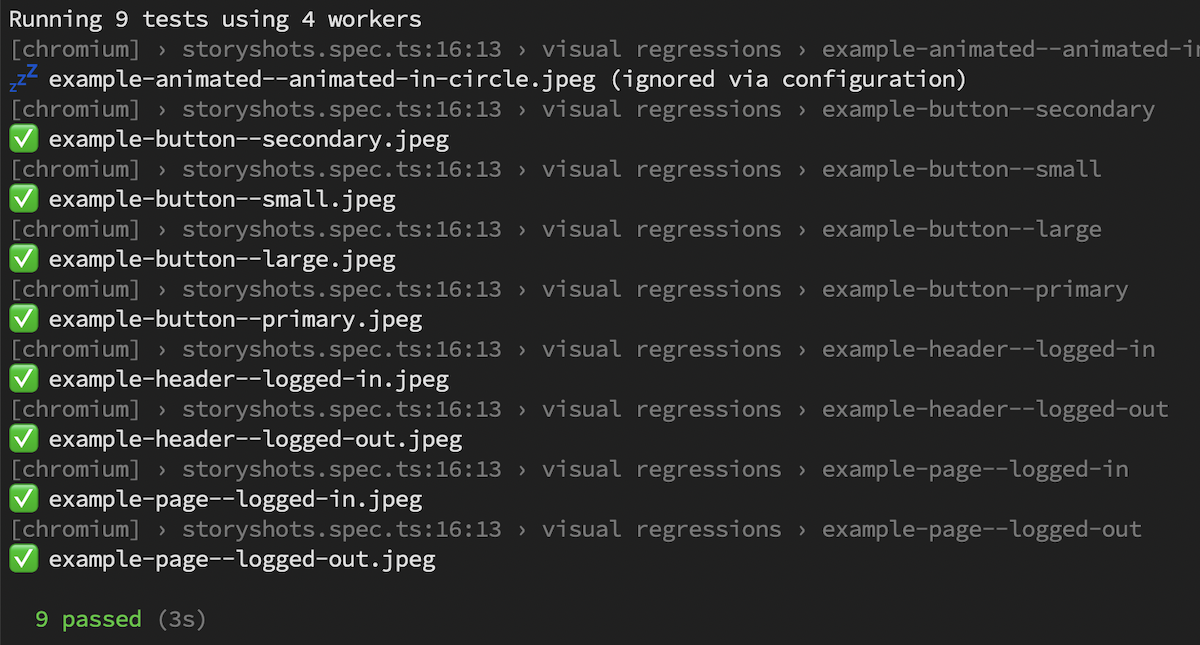 Running 9 tests using 4 workers
[chromium] › storyshots.spec.ts:16:13 › visual regressions › example-animated--animated-in
💤 example-animated--animated-in-circle.jpeg (ignored via configuration)
[chromium] › storyshots.spec.ts:16:13 › visual regressions › example-button--secondary
✅ example-button--secondary.jpeg
[chromium] › storyshots.spec.ts:16:13 › visual regressions › example-button--small
✅ example-button--small.jpeg
[chromium] › storyshots.spec.ts:16:13 › visual regressions › example-button--large
✅ example-button--large.jpeg
[chromium] › storyshots.spec.ts:16:13 › visual regressions › example-button--primary
✅ example-button--primary.jpeg
[chromium] › storyshots.spec.ts:16:13 › visual regressions › example-header--logged-in
✅ example-header--logged-in.jpeg
[chromium] › storyshots.spec.ts:16:13 › visual regressions › example-header--logged-out
✅ example-header--logged-out.jpeg
[chromium] › storyshots.spec.ts:16:13 › visual regressions › example-page--logged-in
✅ example-page--logged-in.jpeg
[chromium] › storyshots.spec.ts:16:13 › visual regressions › example-page--logged-out
✅ example-page--logged-out.jpeg
9 passed (3s)